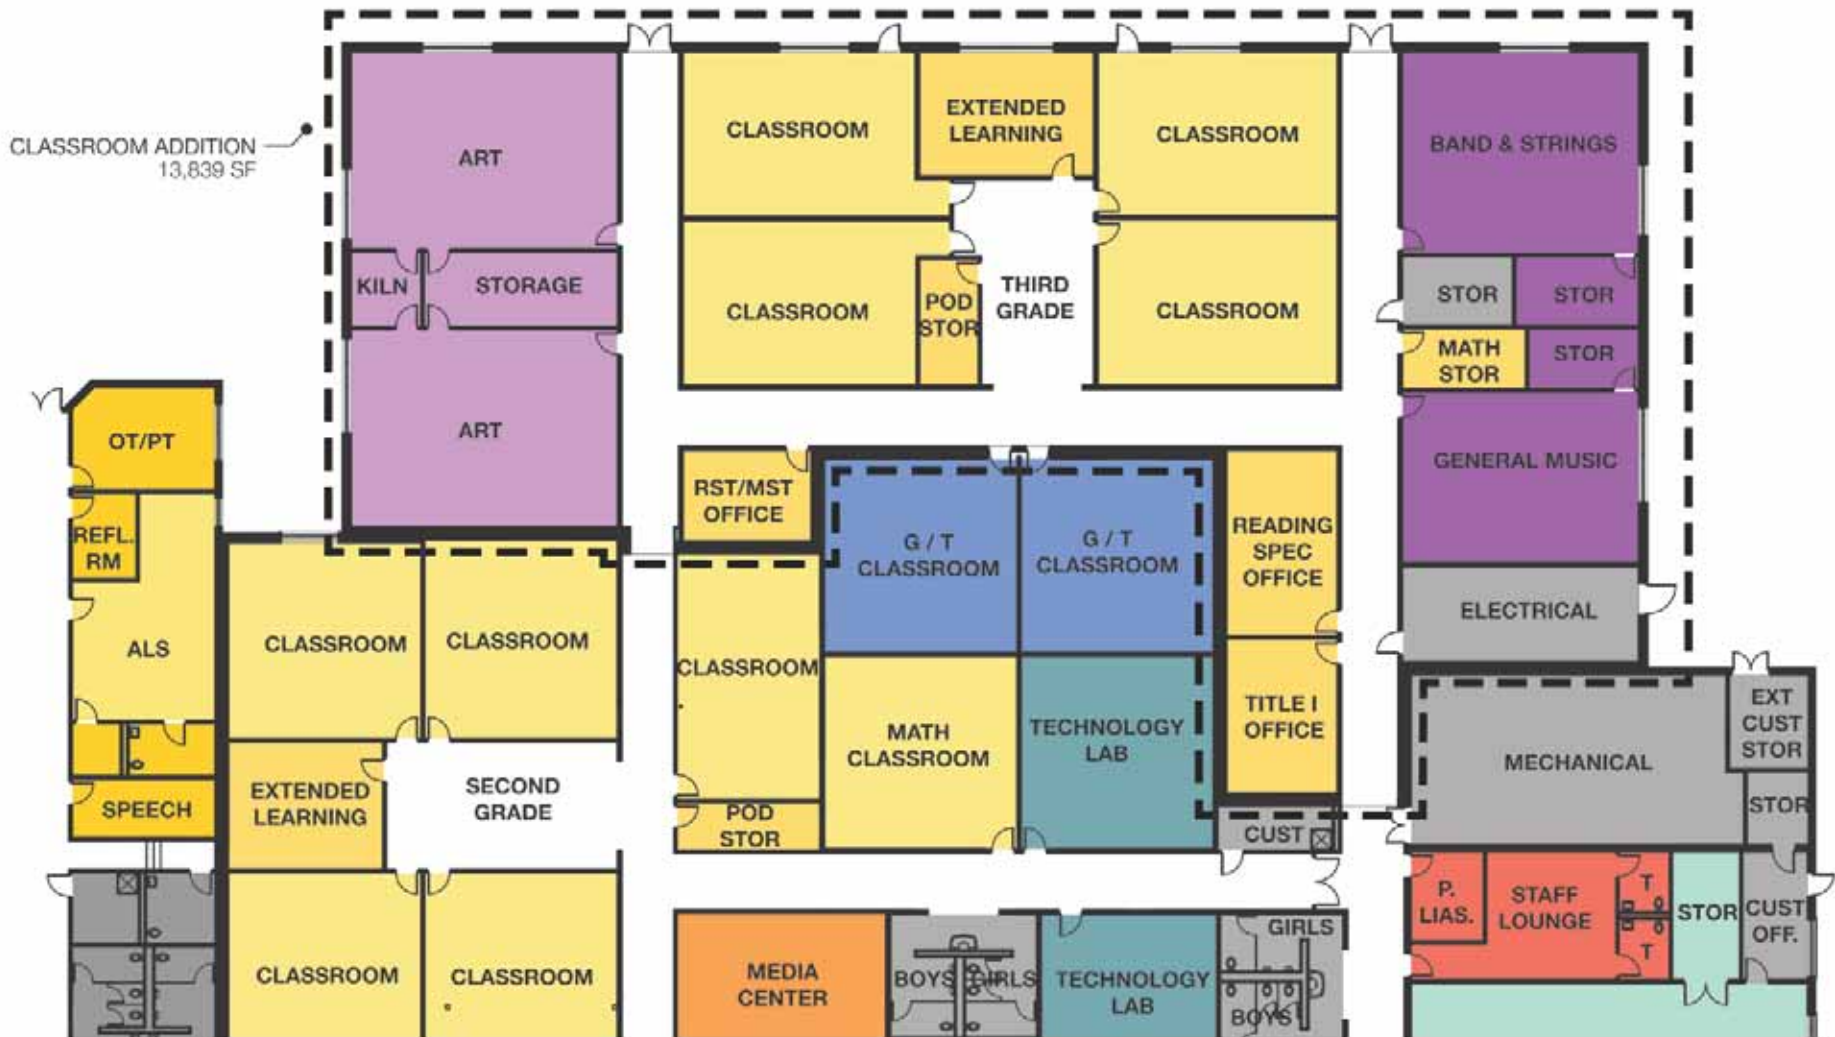 CLASSROOM ADDITION
13,839 SF
ART
CLASSROOM
EXTENDED
LEARNING
CLASSROOM
BAND & STRINGS
KILN
STORAGE
CLASSROOM
POD
STOR
THIRD
GRADE
CLASSROOM
STOR
STOR
MATH
STOR
STOR
ART
OT/PT
GENERAL MUSIC
RST/MST
OFFICE
REFL.
RM
G / T
CLASSROOM
G / T
CLASSROOM
READING
SPEC
OFFICE
ELECTRICAL
ALS
CLASSROOM
CLASSROOM
CLASSROOM
MATH
CLASSROOM
TECHNOLOGY
LAB
TITLE I
OFFICE
MECHANICAL
EXT
CUST
STOR
SPEECH
EXTENDED
LEARNING
SECOND
GRADE
POD
STOR
CUST
STOR
P.
LIAS.
STAFF
LOUNGE
T
T
STOR
CUST
OFF.
CLASSROOM
CLASSROOM
MEDIA
CENTER
BOYS
GIRLS
TECHNOLOGY
LAB
GIRLS
BOYS